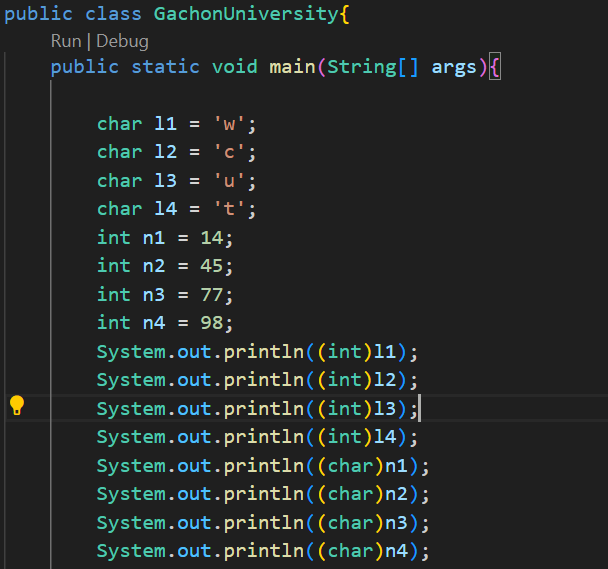 public class GachonUniversity{
Run | Debug
public static void main(String[] args){
char l1 = 'w';
char l2 = 'c';
char l3 = 'u';
char l4 = 't';
int n1 = 14;
int n2 = 45;
int n3 = 77;
int n4 = 98;
System.out.println((int)l1);
System.out.println((int)l2);
System.out.println((int)l3);
System.out.println((int)l4);
System.out.println((char)n1);
System.out.println((char)n2);
System.out.println((char)n3);
System.out.println((char)n4);